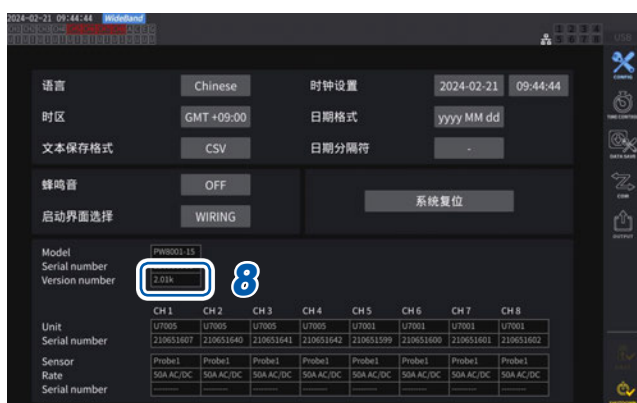 2024-02-21 09:44:44 WideBand
USB
CONFIG
语言 Chinese 时钟设置 2024-02-21 09:44:44
时区 GMT +09:00 日期格式 yyyy MM dd
TIME CONTROL
文本保存格式 CSV 日期分隔符 -
DATA SAVE
蜂鸣音 OFF
系统复位
COM
启动界面选择 WIRING
OUTPUT
Model PW8001-15
Serial number
Version number 2.01k
8
CH 1 CH 2 CH 3 CH 4 CH 5 CH 6 CH 7 CH 8
Unit U7005 U7005 U7005 U7005 U7001 U7001 U7001 U7001
Serial number 210651607 210651640 210651641 210651642 210651599 210651600 210651601 210651602
Sensor Probe1 Probe1 Probe1 Probe1 Probe1 Probe1 Probe1 Probe1
Rate 50A AC/DC 50A AC/DC 50A AC/DC 50A AC/DC 50A AC/DC 50A AC/DC 50A AC/DC 50A AC/DC
Serial number --------- --------- --------- --------- --------- --------- --------- ---------